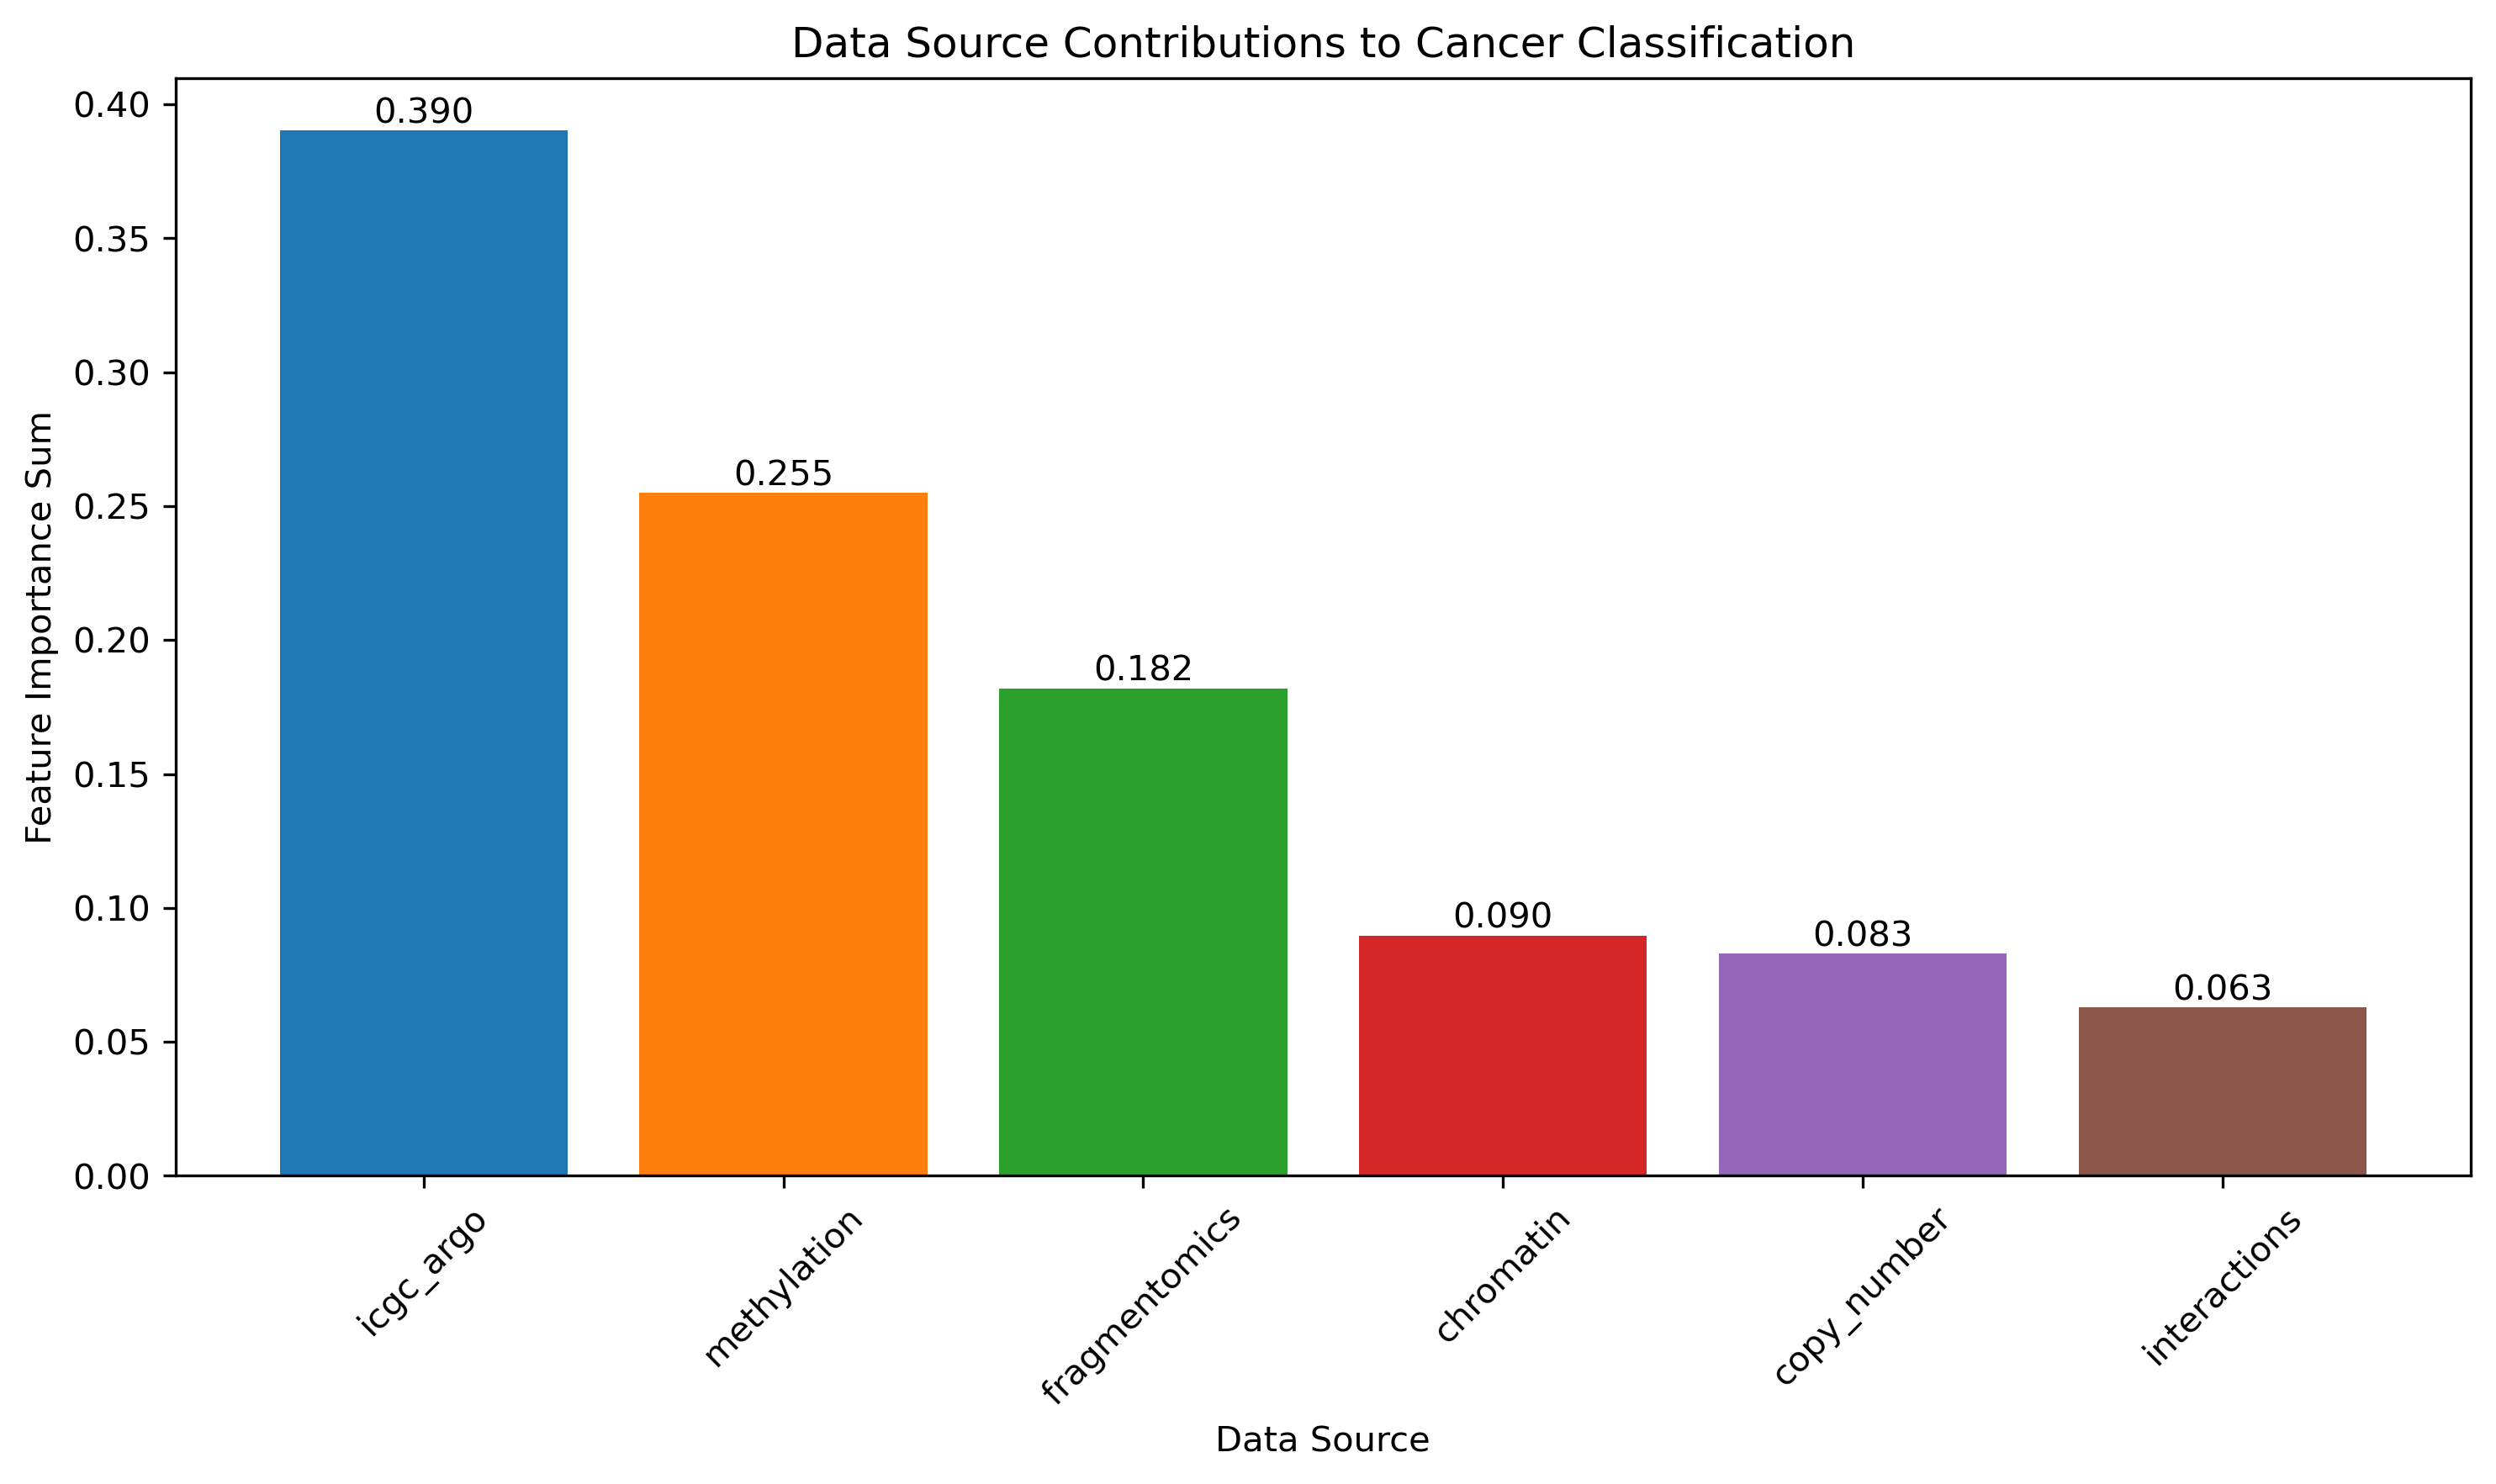 Data Source Contributions to Cancer Classification
Feature Importance Sum
0.40
0.35
0.30
0.25
0.20
0.15
0.10
0.05
0.00
0.390
0.255
0.182
0.090
0.083
0.063
icgc_argo
methylation
fragmentomics
chromatin
copy_number
interactions
Data Source